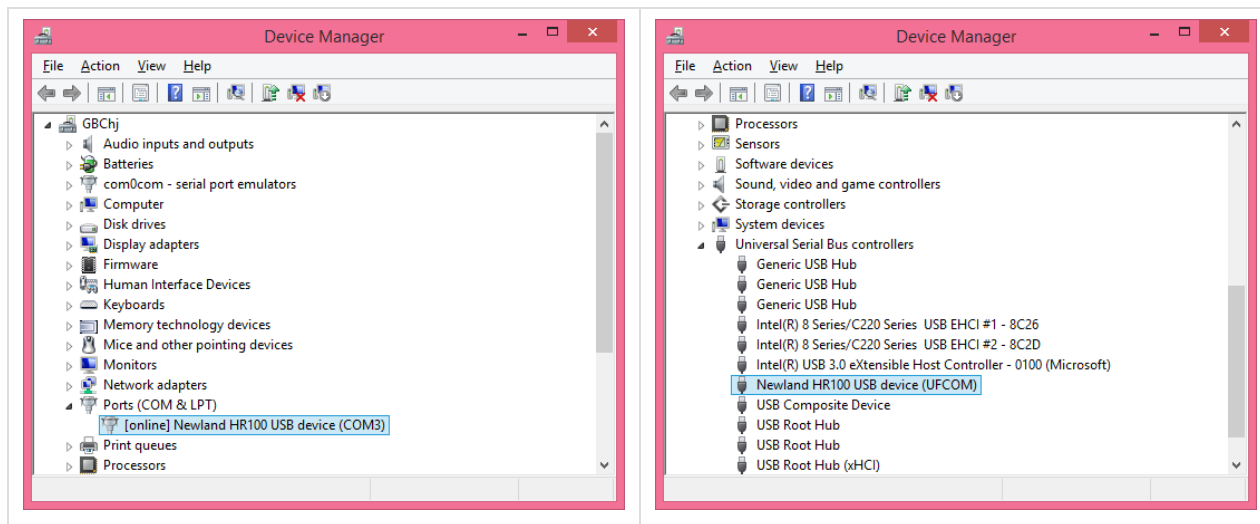 Device Manager
File Action View Help
GBChj
Audio inputs and outputs
Batteries
com0com - serial port emulators
Computer
Disk drives
Display adapters
Firmware
Human Interface Devices
Keyboards
Memory technology devices
Mice and other pointing devices
Monitors
Network adapters
Ports (COM & LPT)
[online] Newland HR100 USB device (COM3)
Print queues
Processors
Device Manager
File Action View Help
Processors
Sensors
Software devices
Sound, video and game controllers
Storage controllers
System devices
Universal Serial Bus controllers
Generic USB Hub
Generic USB Hub
Generic USB Hub
Intel(R) 8 Series/C220 Series USB EHCI #1 - 8C26
Intel(R) 8 Series/C220 Series USB EHCI #2 - 8C2D
Intel(R) USB 3.0 eXtensible Host Controller - 0100 (Microsoft)
Newland HR100 USB device (UFCOM)
USB Composite Device
USB Root Hub
USB Root Hub
USB Root Hub (xHCI)